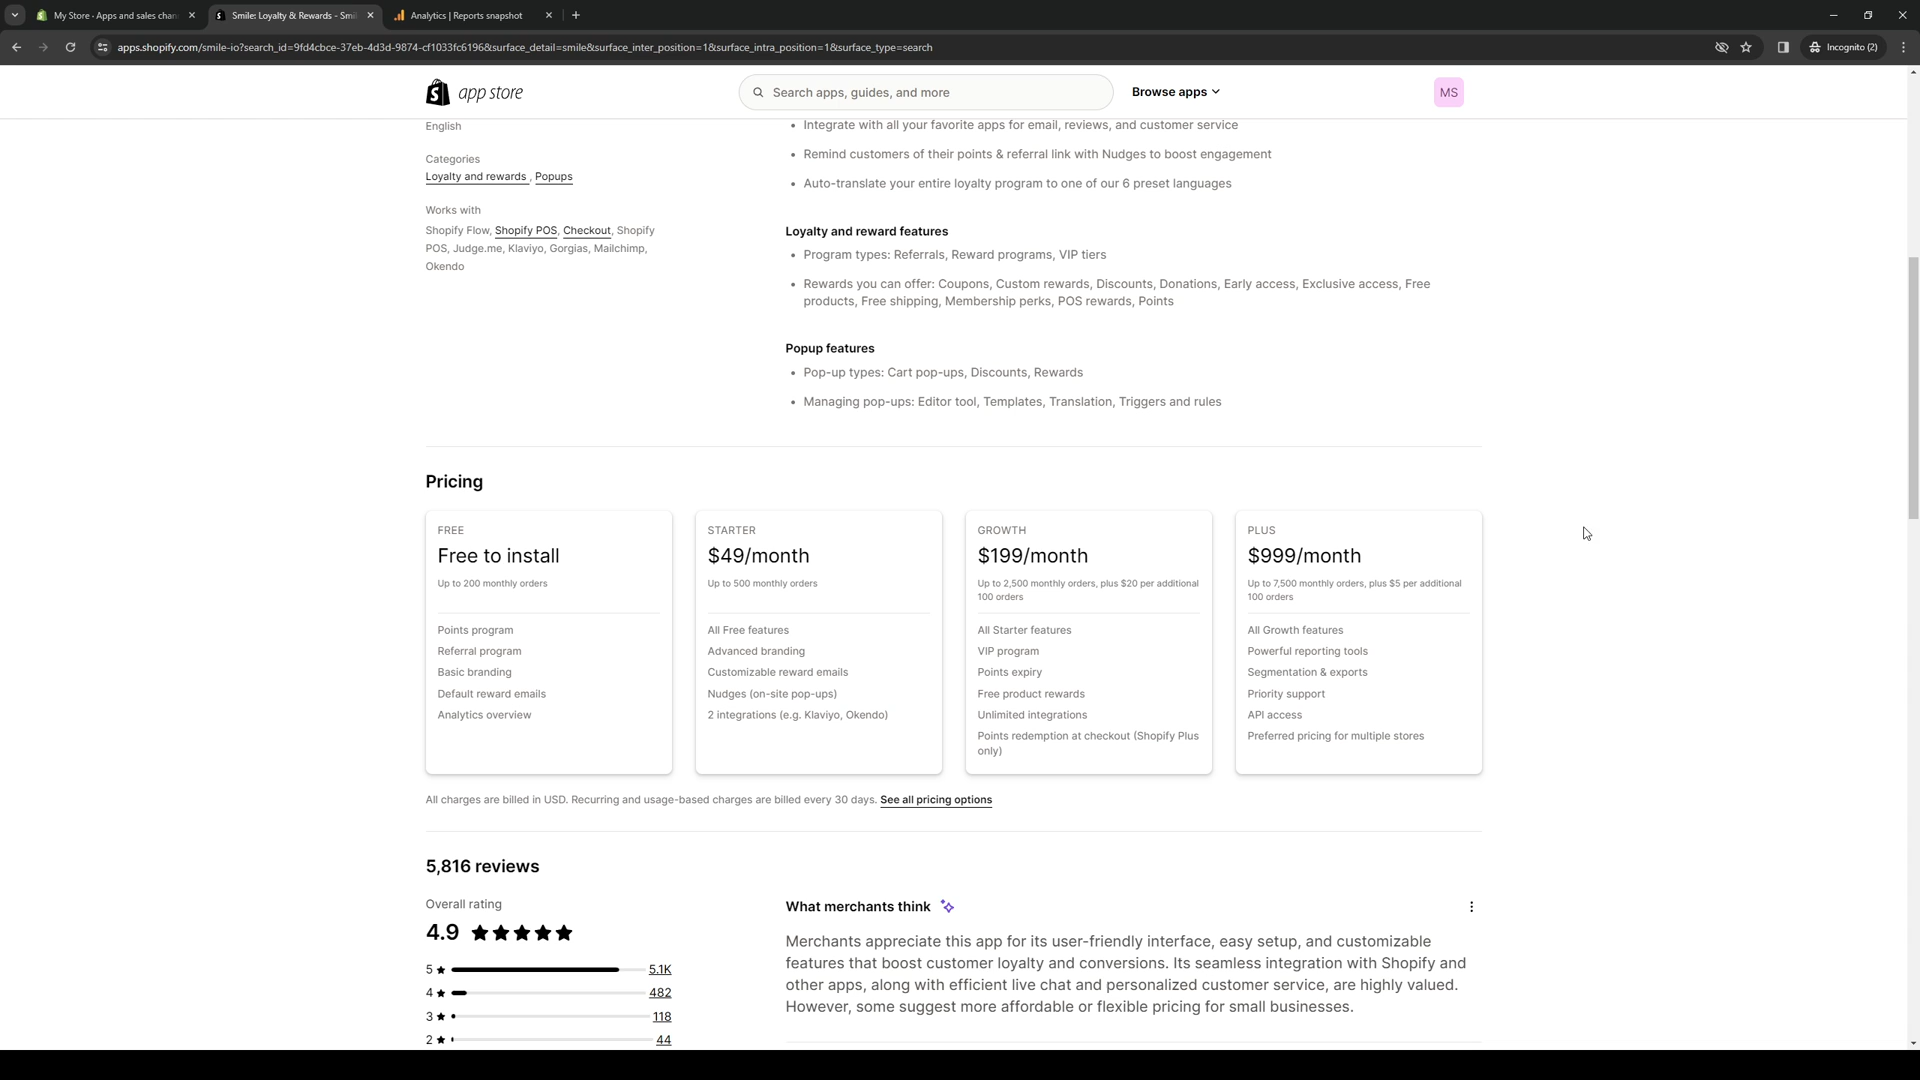 My Store · Apps and sales chan
Smile: Loyalty & Rewards - Smi
Analytics | Reports snapshot
apps.shopify.com/smile-io?search_id=9fd4cbce-37eb-4d3d-9874-cf1033fc6196&surface_detail=smile&surface_inter_position=1&surface_intra_position=1&surface_type=search
Incognito (2)
app store
Search apps, guides, and more
Browse apps
MS
English
Categories
Loyalty and rewards , Popups
Works with
Shopify Flow, Shopify POS, Checkout, Shopify
POS, Judge.me, Klaviyo, Gorgias, Mailchimp,
Okendo
• Integrate with all your favorite apps for email, reviews, and customer service
• Remind customers of their points & referral link with Nudges to boost engagement
• Auto-translate your entire loyalty program to one of our 6 preset languages
Loyalty and reward features
• Program types: Referrals, Reward programs, VIP tiers
• Rewards you can offer: Coupons, Custom rewards, Discounts, Donations, Early access, Exclusive access, Free
products, Free shipping, Membership perks, POS rewards, Points
Popup features
• Pop-up types: Cart pop-ups, Discounts, Rewards
• Managing pop-ups: Editor tool, Templates, Translation, Triggers and rules
Pricing
FREE
Free to install
Up to 200 monthly orders
Points program
Referral program
Basic branding
Default reward emails
Analytics overview
STARTER
$49/month
Up to 500 monthly orders
All Free features
Advanced branding
Customizable reward emails
Nudges (on-site pop-ups)
2 integrations (e.g. Klaviyo, Okendo)
GROWTH
$199/month
Up to 2,500 monthly orders, plus $20 per additional
100 orders
All Starter features
VIP program
Points expiry
Free product rewards
Unlimited integrations
Points redemption at checkout (Shopify Plus
only)
PLUS
$999/month
Up to 7,500 monthly orders, plus $5 per additional
100 orders
All Growth features
Powerful reporting tools
Segmentation & exports
Priority support
API access
Preferred pricing for multiple stores
All charges are billed in USD. Recurring and usage-based charges are billed every 30 days. See all pricing options
5,816 reviews
Overall rating
4.9
5 5.1K
4 482
3 118
2 44
What merchants think
Merchants appreciate this app for its user-friendly interface, easy setup, and customizable
features that boost customer loyalty and conversions. Its seamless integration with Shopify and
other apps, along with efficient live chat and personalized customer service, are highly valued.
However, some suggest more affordable or flexible pricing for small businesses.